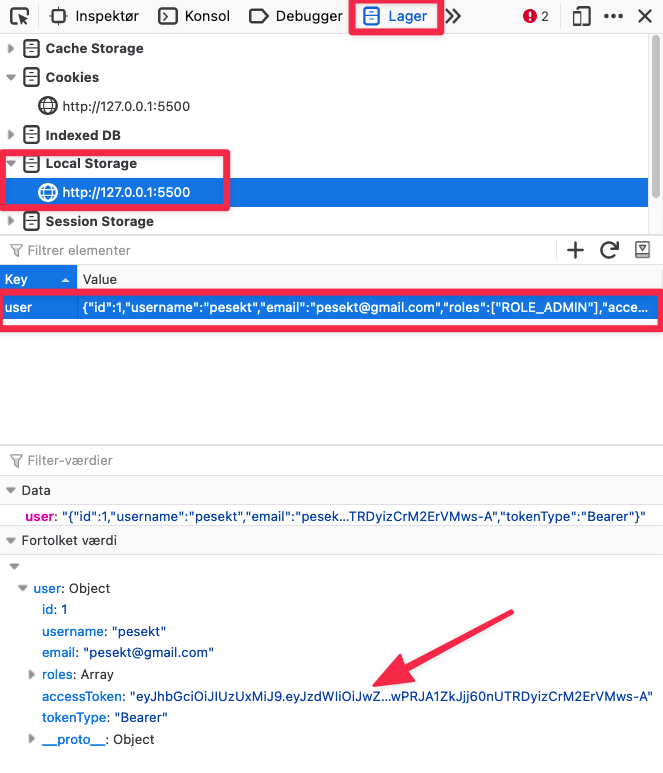 Inspektør Konsol Debugger Lager 2
Cache Storage
Cookies
http://127.0.0.1:5500
Indexed DB
Local Storage
http://127.0.0.1:5500
Session Storage
Filtrer elementer
Key Value
user {"id":1,"username":"pesekt","email":"pesekt@gmail.com","roles":["ROLE_ADMIN"],"acce...
Filter-værdier
Data
user: "{"id":1,"username":"pesekt","email":"pesek...TRDyizCrM2ErVMws-A","tokenType":"Bearer"}"
Fortolket værdi
user: Object
id: 1
username: "pesekt"
email: "pesekt@gmail.com"
roles: Array
accessToken: "eyJhbGciOiJIUzUxMiJ9.eyJzdWIiOiJwZ...wPRJA1ZkJjj60nUTRDyizCrM2ErVMws-A"
tokenType: "Bearer"
__proto__: Object